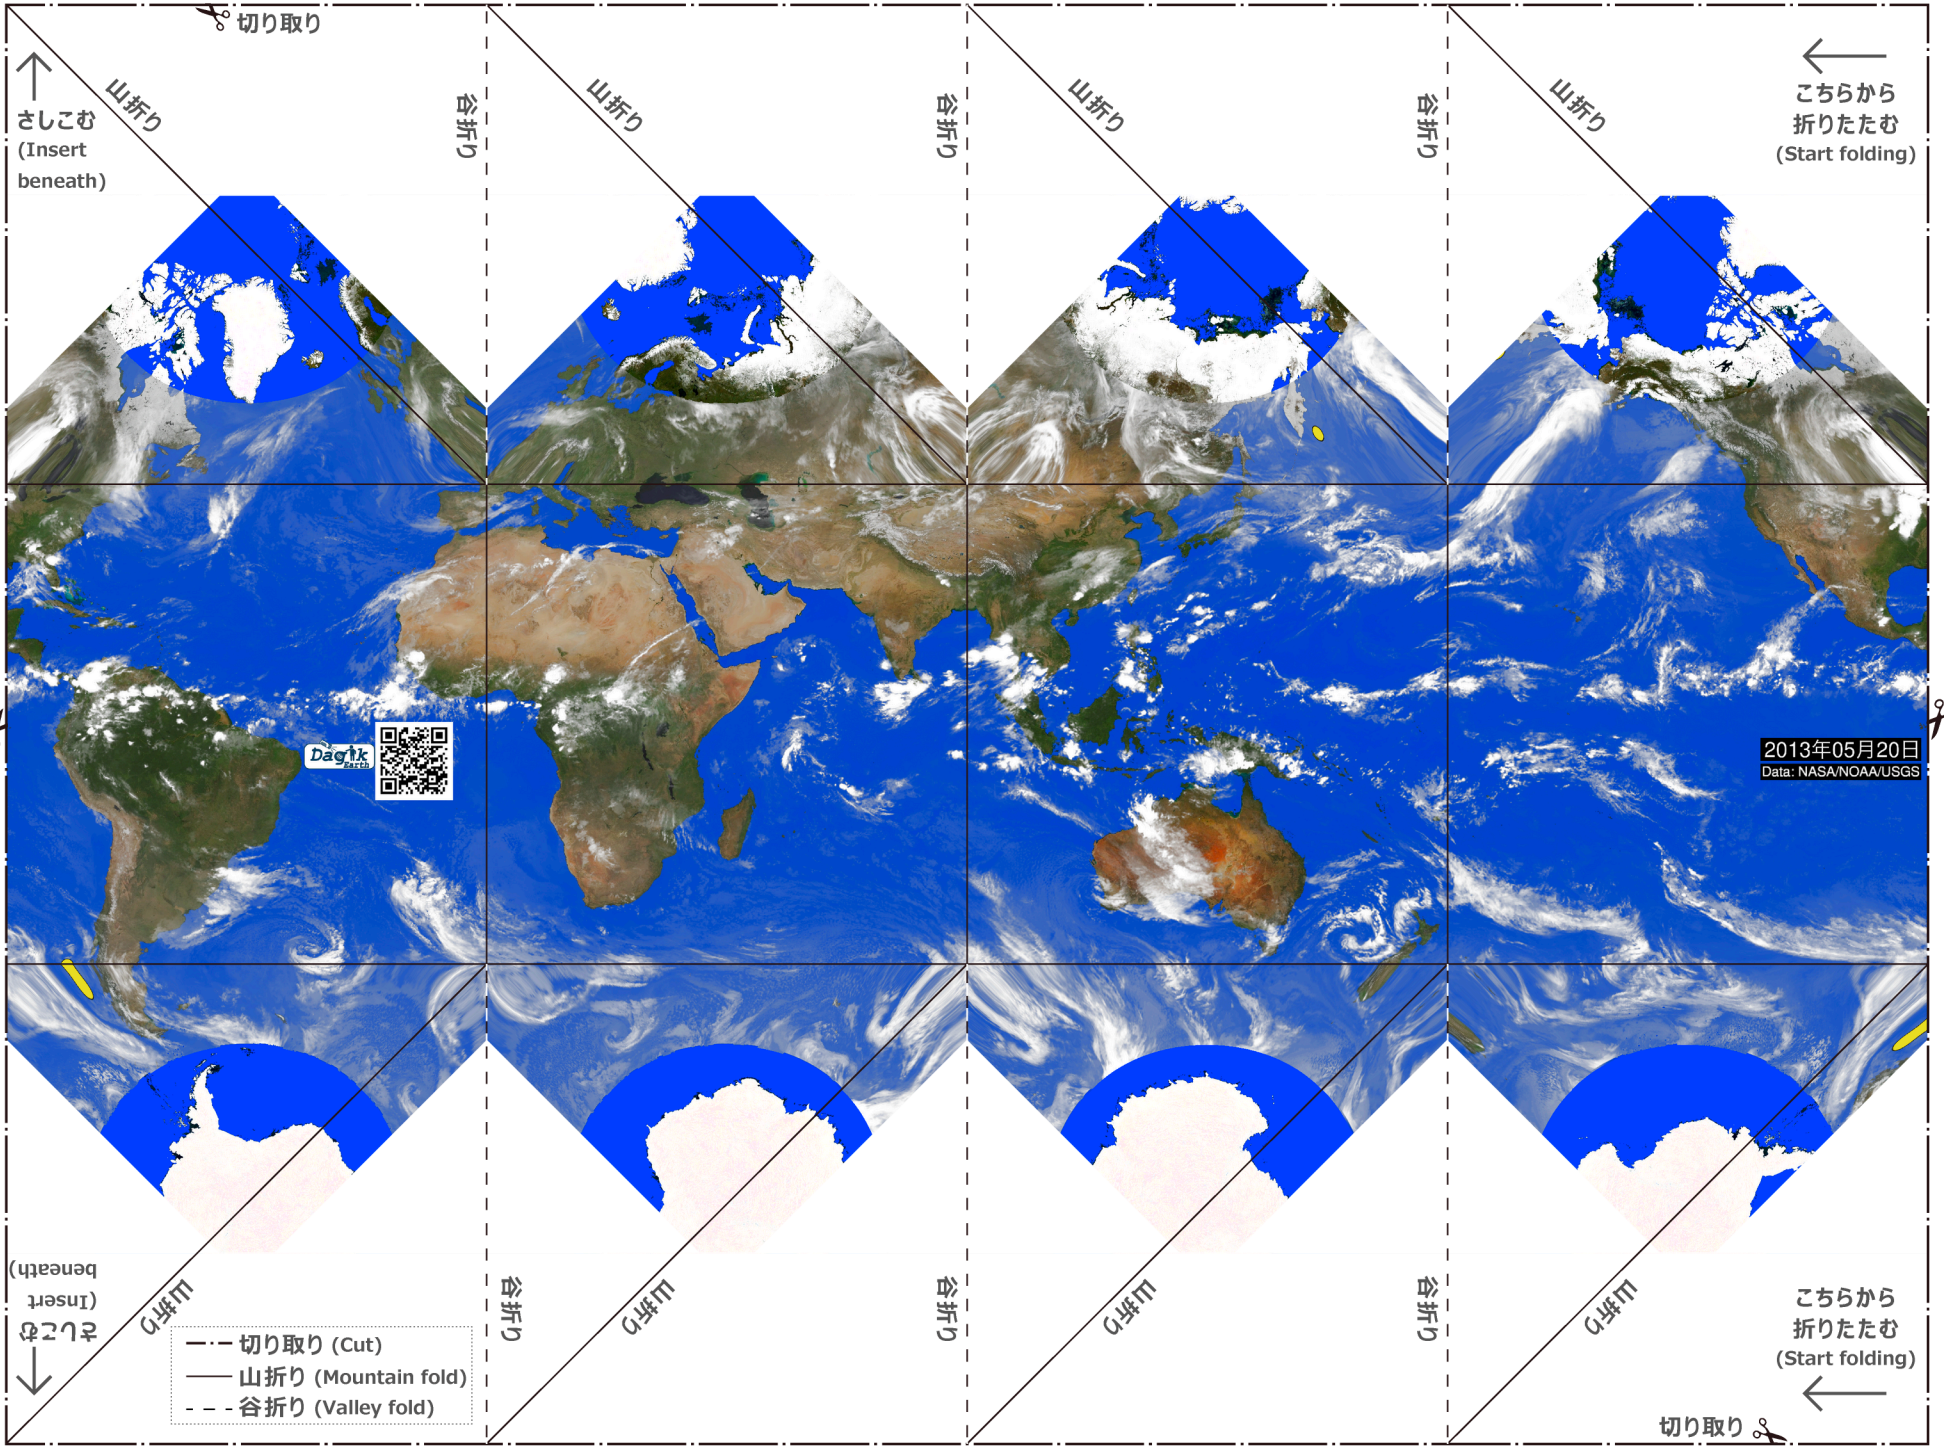 切り取り
山折り
山折り
山折り
山折り
谷折り
谷折り
谷折り
さしこむ
(Insert
beneath)
こちらから
折りたたむ
(Start folding)
Dagik
Earth
2013年05月20日
Data: NASA/NOAA/USGS
さしこむ
(Insert
beneath)
山折り
山折り
山折り
山折り
谷折り
谷折り
谷折り
こちらから
折りたたむ
(Start folding)
切り取り (Cut)
山折り (Mountain fold)
谷折り (Valley fold)
切り取り